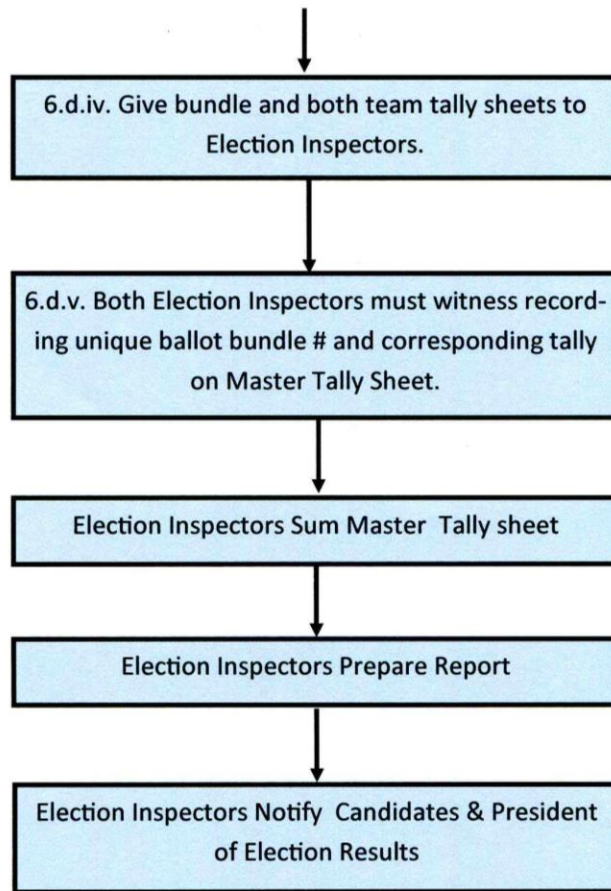 6.d.iv. Give bundle and both team tally sheets to
Election Inspectors.
6.d.v. Both Election Inspectors must witness record-
ing unique ballot bundle # and corresponding tally
on Master Tally Sheet.
Election Inspectors Sum Master  Tally sheet
Election Inspectors Prepare Report
Election Inspectors Notify  Candidates & President
of Election Results